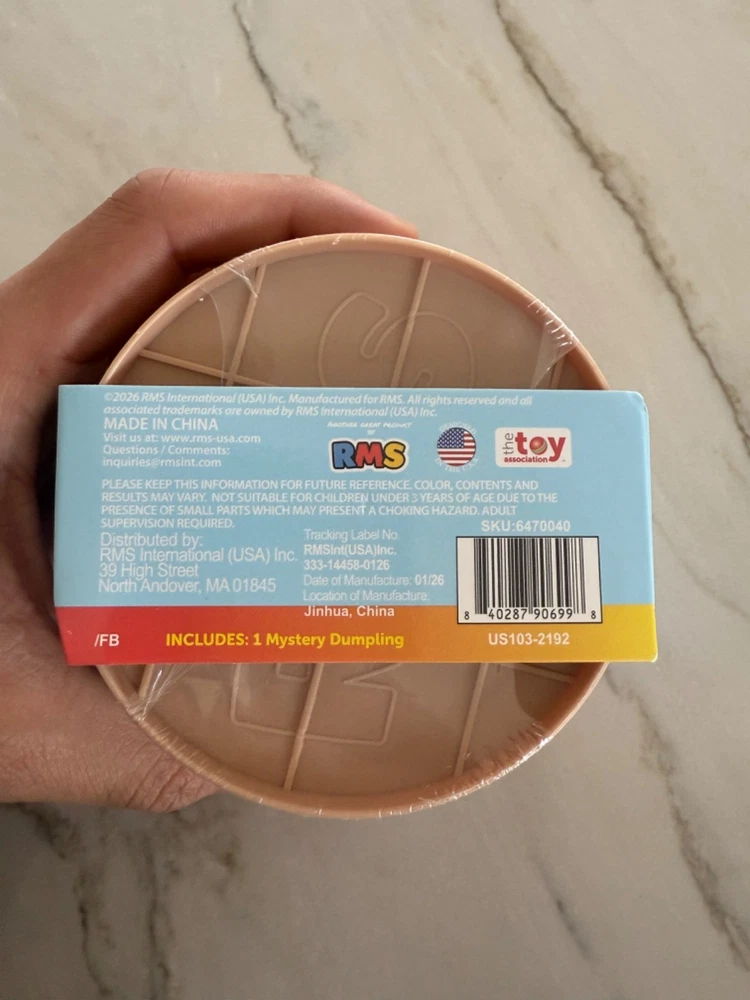 ©2026 RMS International (USA) Inc. Manufactured for RMS. All rights reserved and all
associated trademarks are owned by RMS International (USA) Inc.
MADE IN CHINA
Visit us at: www.rms-usa.com
Questions / Comments:
inquiries@rmsint.com
ANOTHER GREAT PRODUCT
BY
RMS
the toy
association
PLEASE KEEP THIS INFORMATION FOR FUTURE REFERENCE. COLOR, CONTENTS AND
RESULTS MAY VARY. NOT SUITABLE FOR CHILDREN UNDER 3 YEARS OF AGE DUE TO THE
PRESENCE OF SMALL PARTS WHICH MAY PRESENT A CHOKING HAZARD. ADULT
SUPERVISION REQUIRED.
Distributed by:
RMS International (USA) Inc.
39 High Street
North Andover, MA 01845
Tracking Label No.
RMSInt(USA)Inc.
333-14458-0126
Date of Manufacture: 01/26
Location of Manufacture:
Jinhua, China
SKU:6470040
8 40287 90699 8
/FB
INCLUDES: 1 Mystery Dumpling
US103-2192